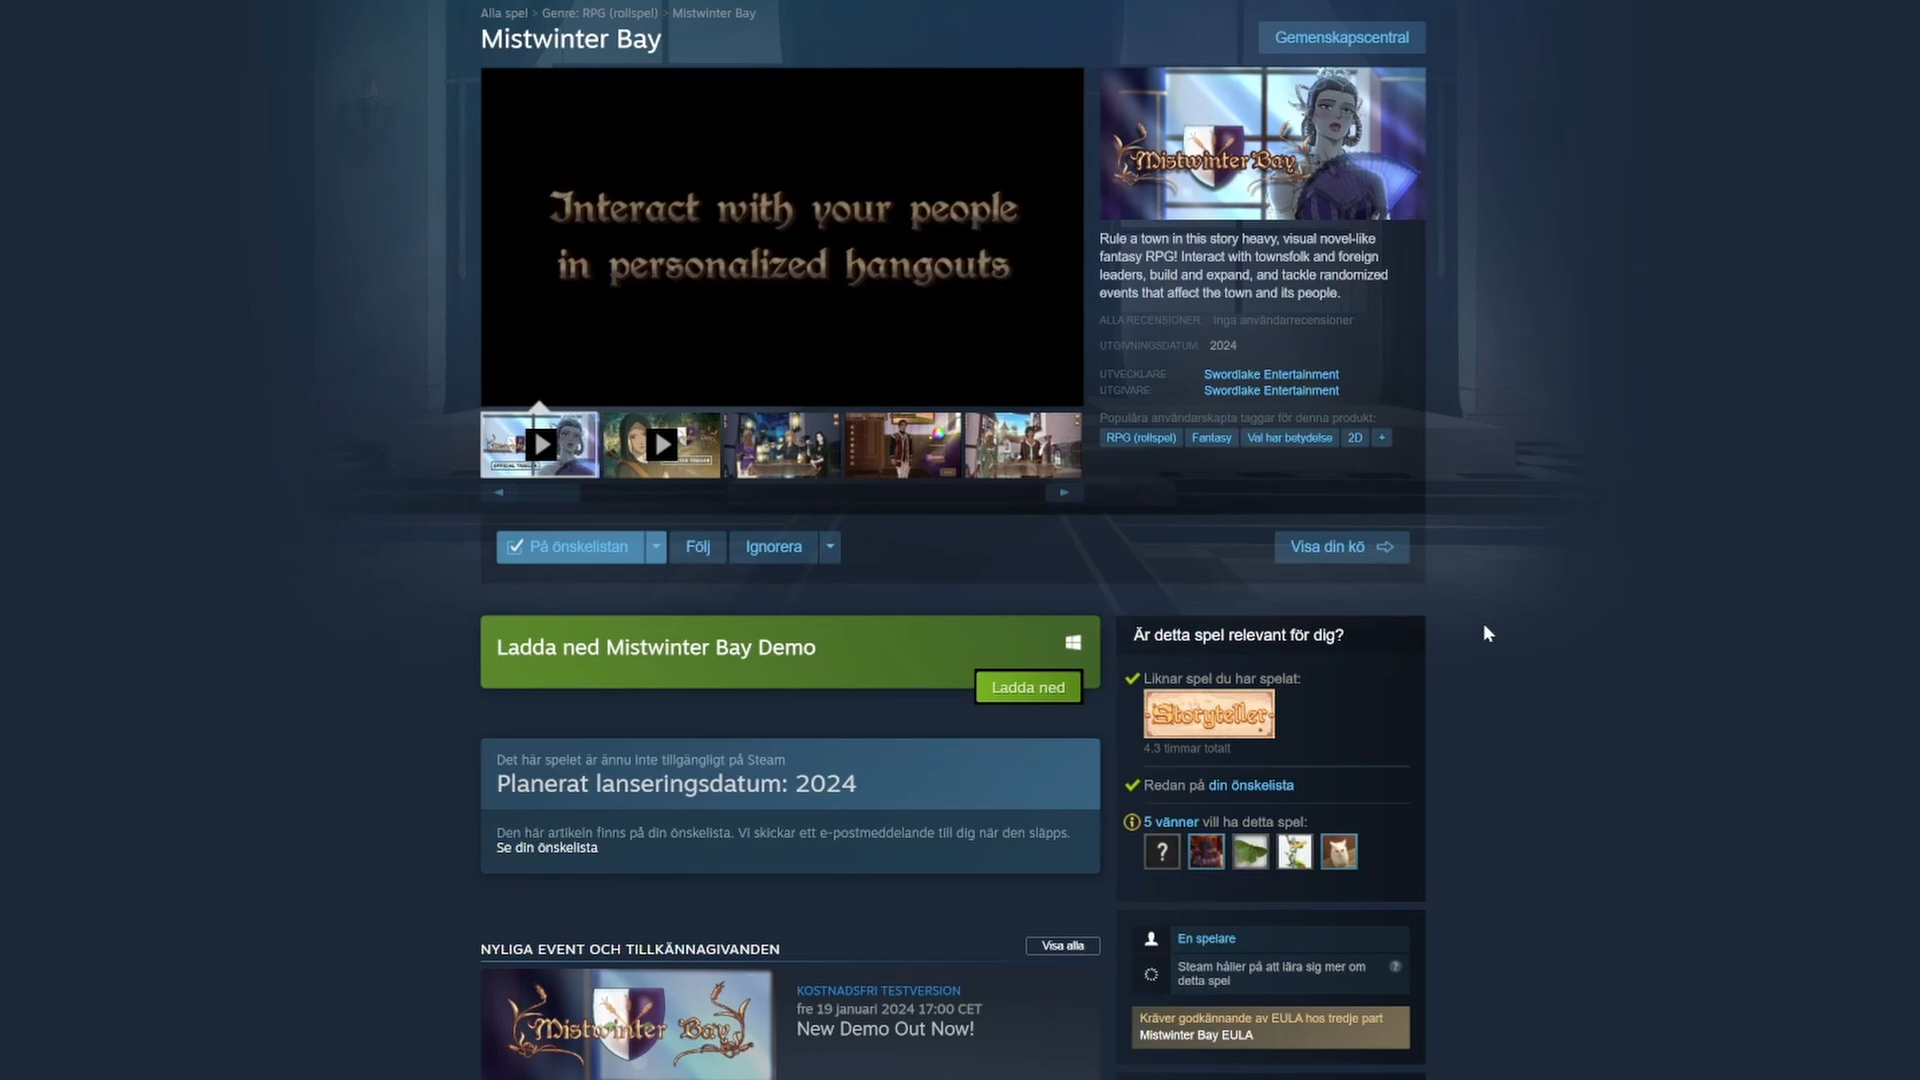 Alla spel > Genre: RPG (rollspel) > Mistwinter Bay
Mistwinter Bay
Gemenskapscentral
Interact with your people
in personalized hangouts
Mistwinter Bay
Rule a town in this story heavy, visual novel-like
fantasy RPG! Interact with townsfolk and foreign
leaders, build and expand, and tackle randomized
events that affect the town and its people.
ALLA RECENSIONER: Inga användarrecensioner
UTGIVNINGSDATUM: 2024
UTVECKLARE: Swordlake Entertainment
UTGIVARE: Swordlake Entertainment
Populära användarskapta taggar för denna produkt:
RPG (rollspel) Fantasy Val har betydelse 2D +
På önskelistan
Följ
Ignorera
Visa din kö
Ladda ned Mistwinter Bay Demo
Ladda ned
Det här spelet är ännu inte tillgängligt på Steam
Planerat lanseringsdatum: 2024
Den här artikeln finns på din önskelista. Vi skickar ett e-postmeddelande till dig när den släpps.
Se din önskelista
Är detta spel relevant för dig?
Liknar spel du har spelat:
Storyteller
4.3 timmar totalt
Redan på din önskelista
5 vänner vill ha detta spel:
?
En spelare
Steam håller på att lära sig mer om
detta spel
?
Kräver godkännande av EULA hos tredje part
Mistwinter Bay EULA
NYLIGA EVENT OCH TILLKÄNNAGIVANDEN
Visa alla
Mistwinter Bay
KOSTNADSFRI TESTVERSION
fre 19 januari 2024 17:00 CET
New Demo Out Now!